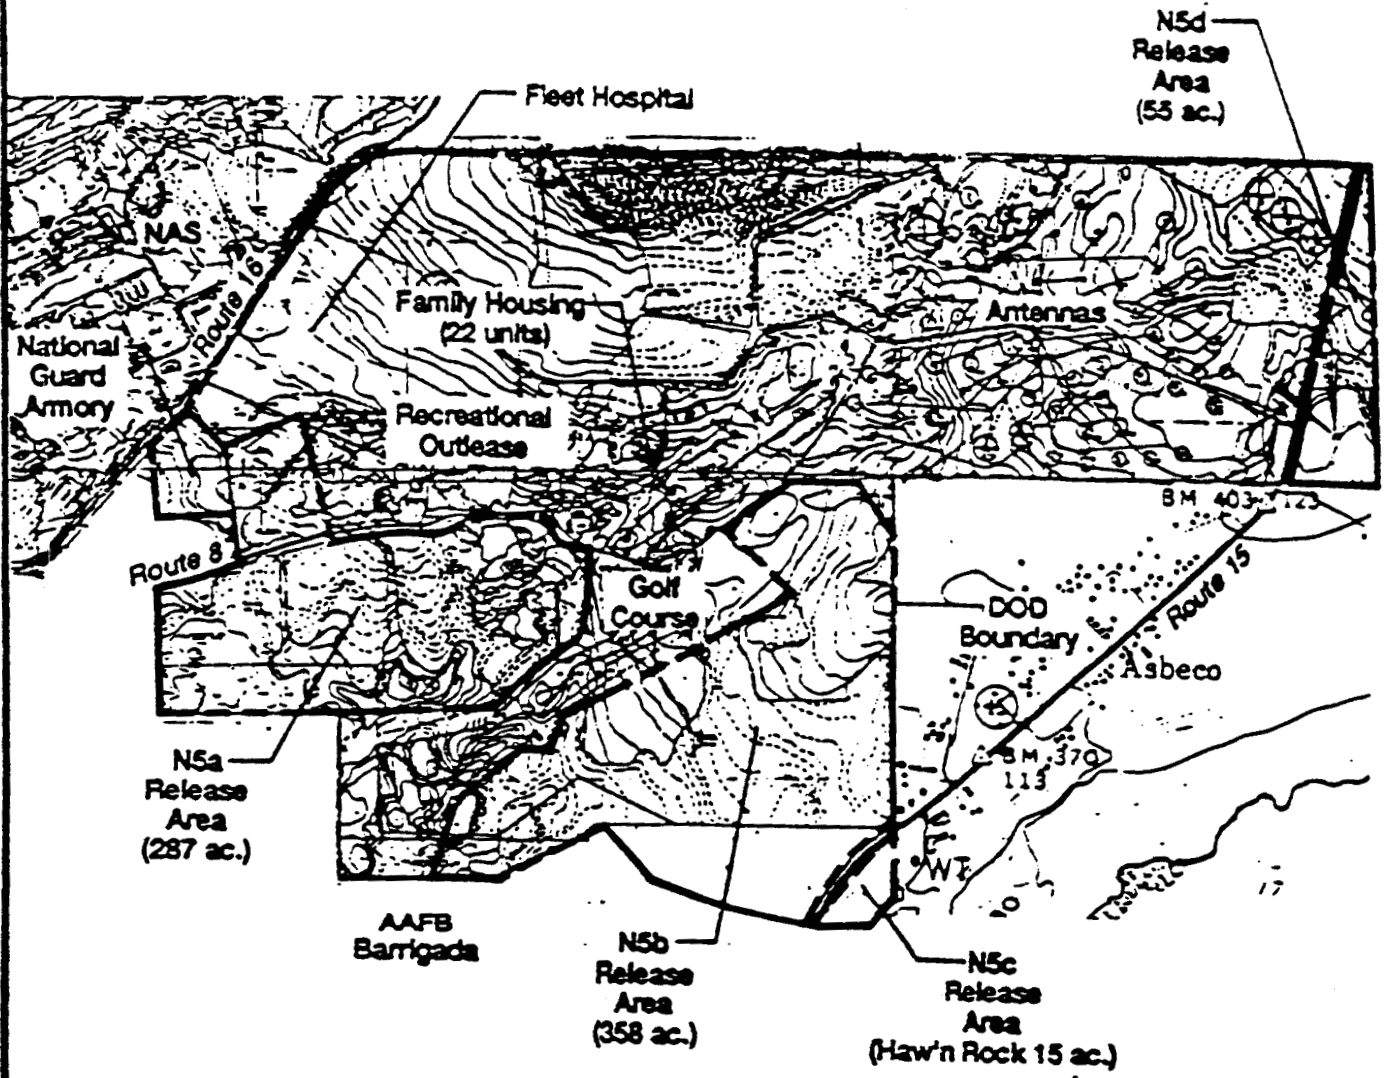 N5d
Release
Area
(55 ac.)
Fleet Hospital
NAS
Route 16
Family Housing
(22 units)
Antennas
National
Guard
Armory
Recreational
Outlease
BM 403
123
Route 8
Golf
Course
DOD
Boundary
Route 15
Asbeco
N5a
Release
Area
(287 ac.)
BM 370
113
WT
17
AAFB
Barrigada
N5b
Release
Area
(358 ac.)
N5c
Release
Area
(Haw'n Rock 15 ac.)